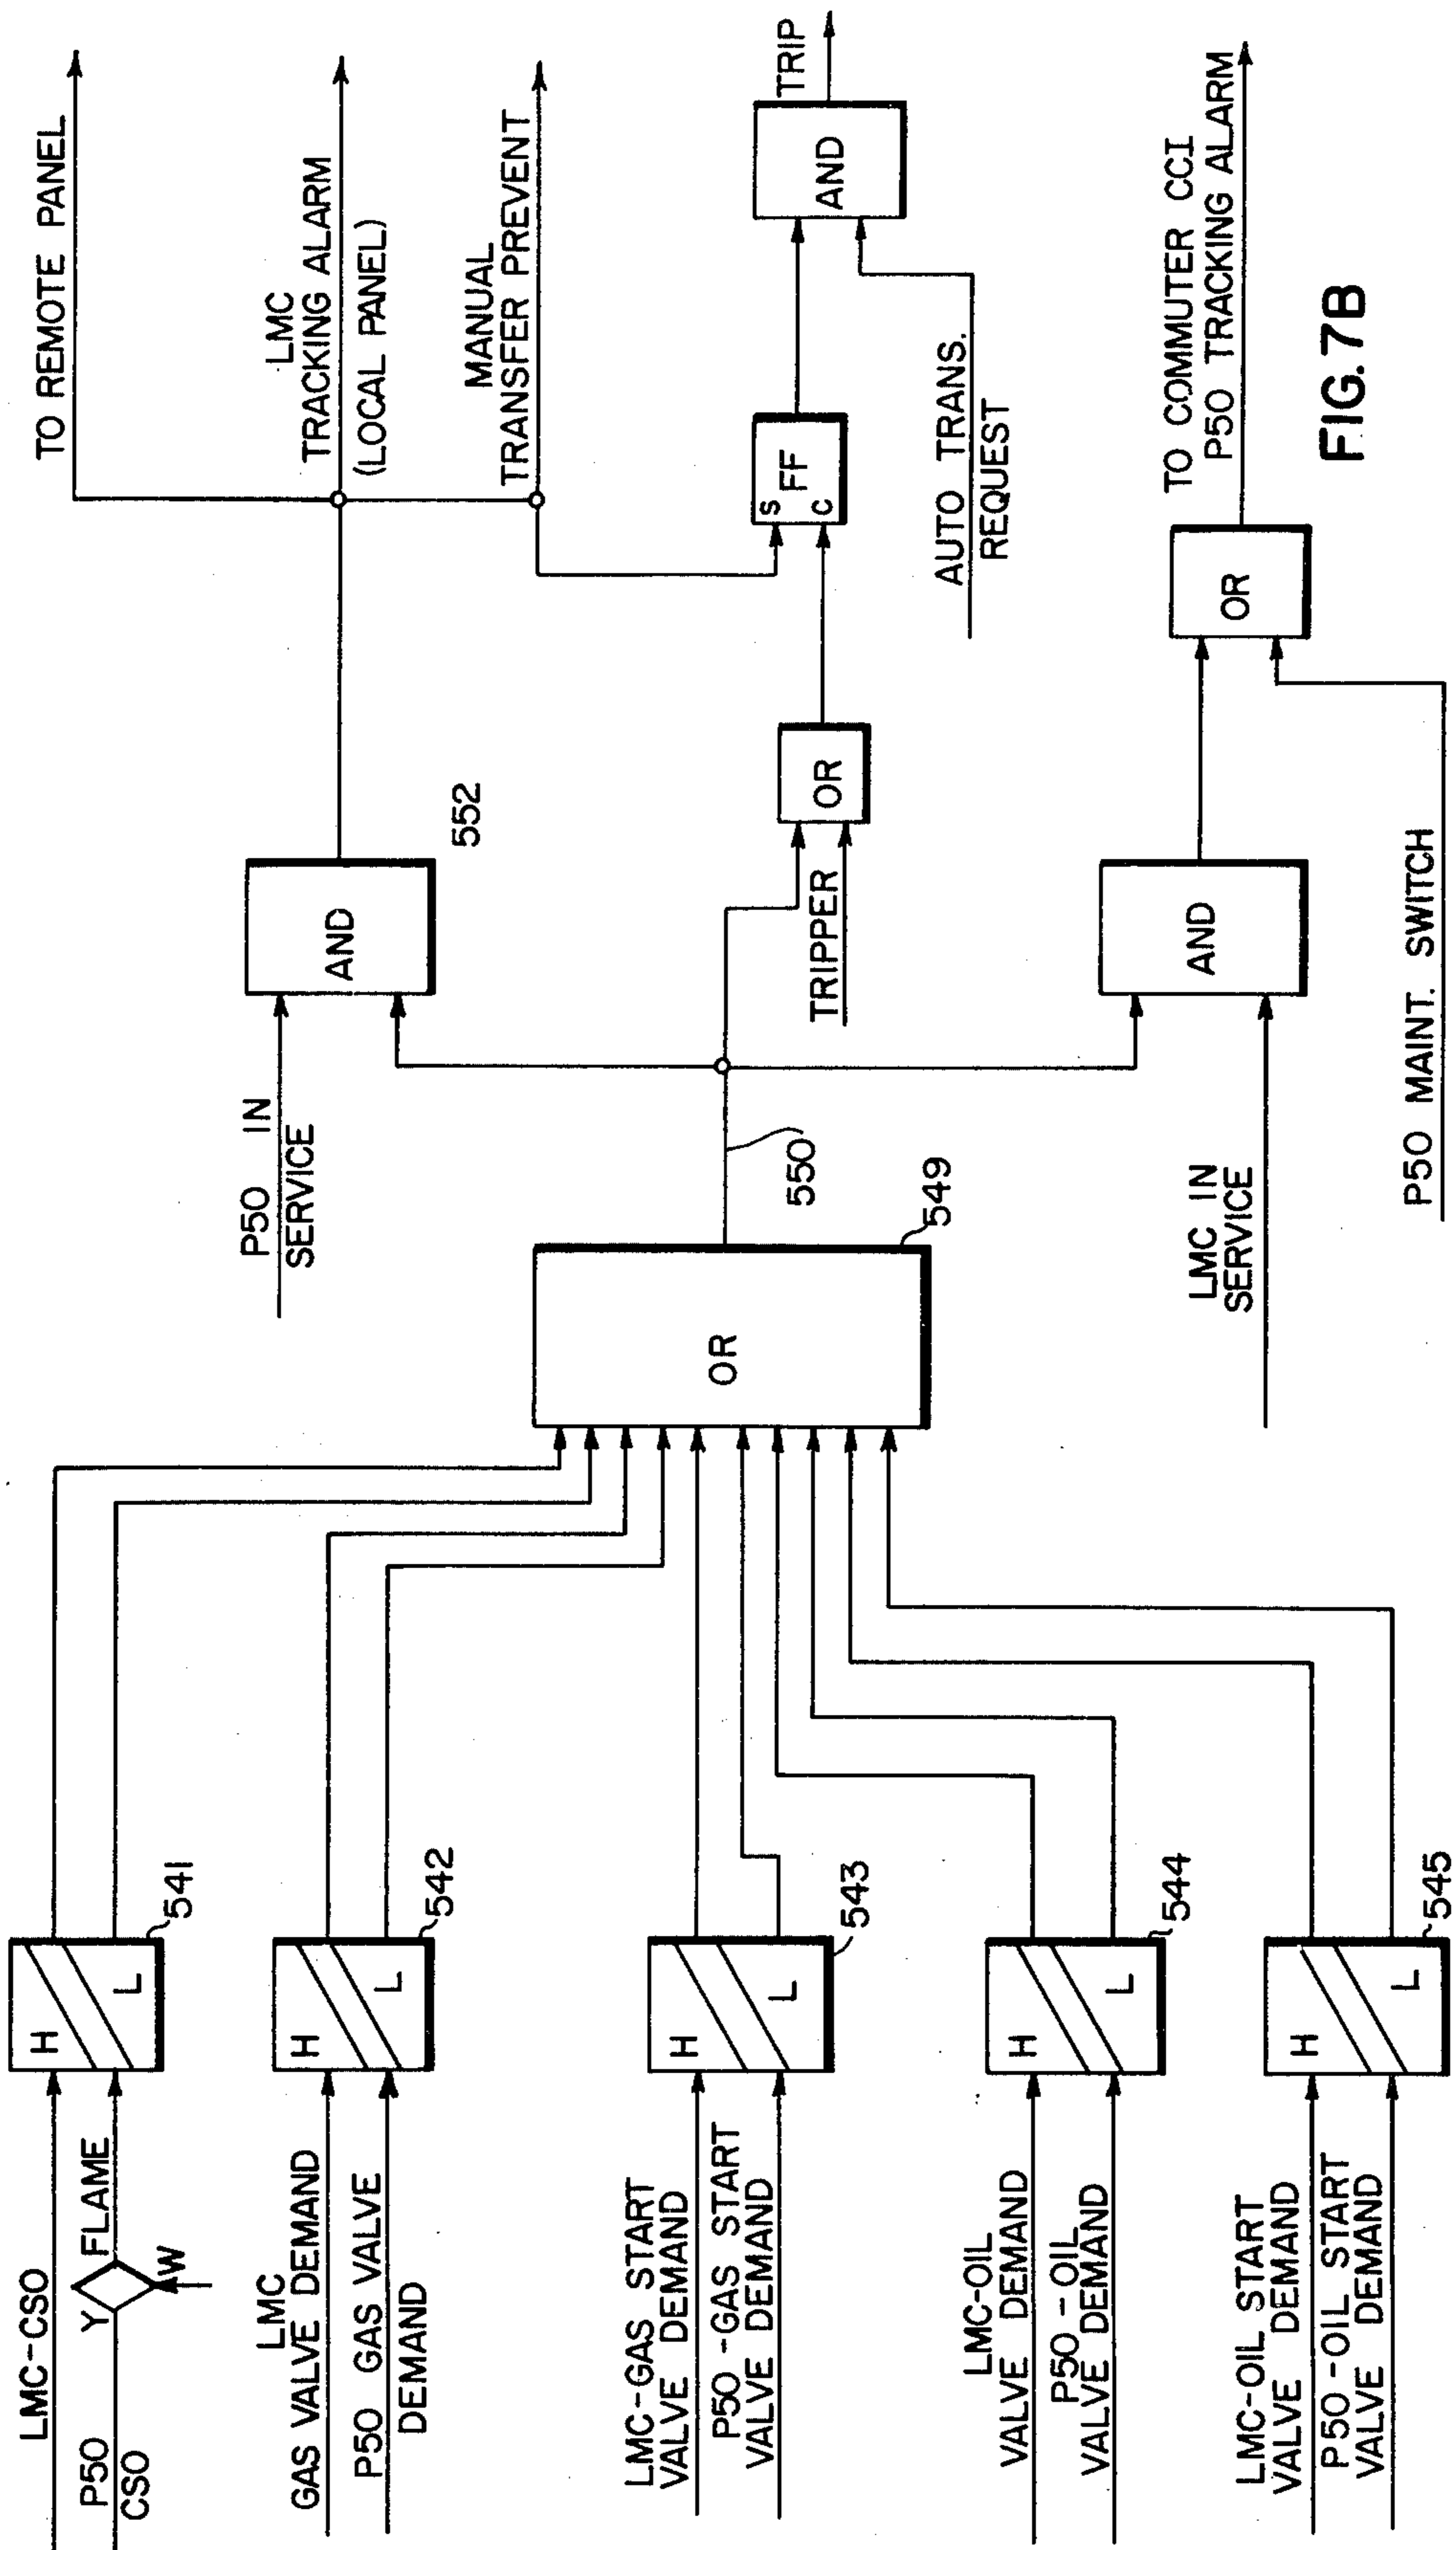 LMC-CSO
P50
CSO
Y
FLAME
W
H
L
541
LMC
GAS VALVE DEMAND
P50 GAS VALVE
DEMAND
H
L
542
LMC-GAS START
VALVE DEMAND
P50-GAS START
VALVE DEMAND
H
L
543
LMC-OIL
VALVE DEMAND
P50-OIL
VALVE DEMAND
H
L
544
LMC-OIL START
VALVE DEMAND
P50-OIL START
VALVE DEMAND
H
L
545
OR
549
550
P50 IN
SERVICE
AND
552
TO REMOTE PANEL
LMC
TRACKING ALARM
(LOCAL PANEL)
MANUAL
TRANSFER PREVENT
TRIPPER
OR
S
FF
C
AUTO TRANS.
REQUEST
AND
TRIP
LMC IN
SERVICE
AND
P50 MAINT. SWITCH
OR
TO COMMUTER CCI
P50 TRACKING ALARM
FIG. 7B